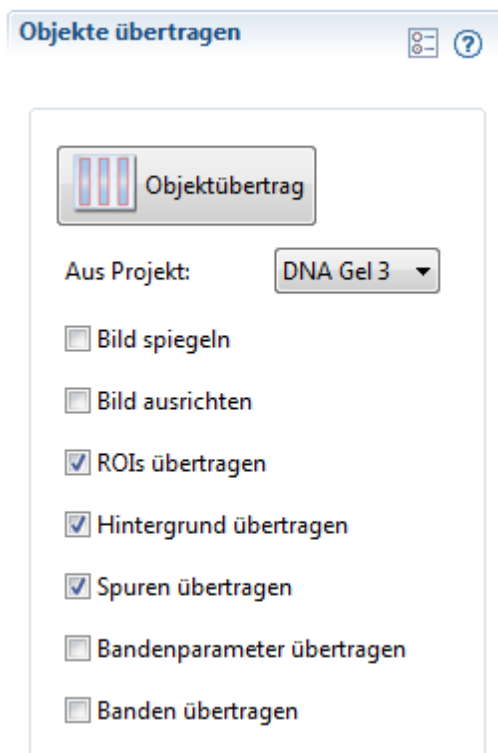 Objekte übertragen
Objektübertrag
Aus Projekt: DNA Gel 3
Bild spiegeln
Bild ausrichten
ROIs übertragen
Hintergrund übertragen
Spuren übertragen
Bandenparameter übertragen
Banden übertragen